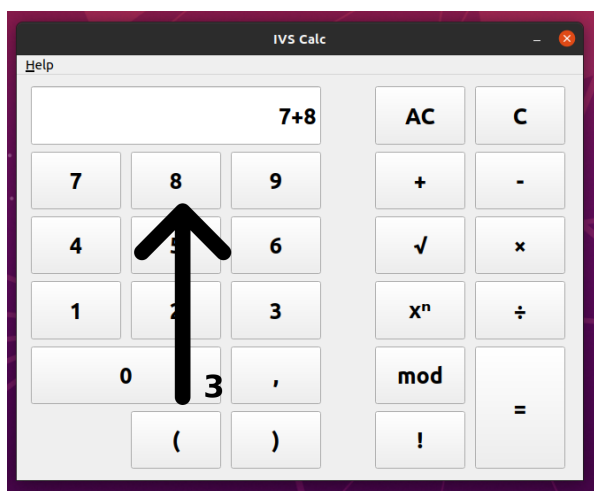 IVS Calc
Help
7+8 AC C
7 8 9 + -
4 5 6 √ ×
1 2 3 xⁿ ÷
0 3 , mod =
( ) !